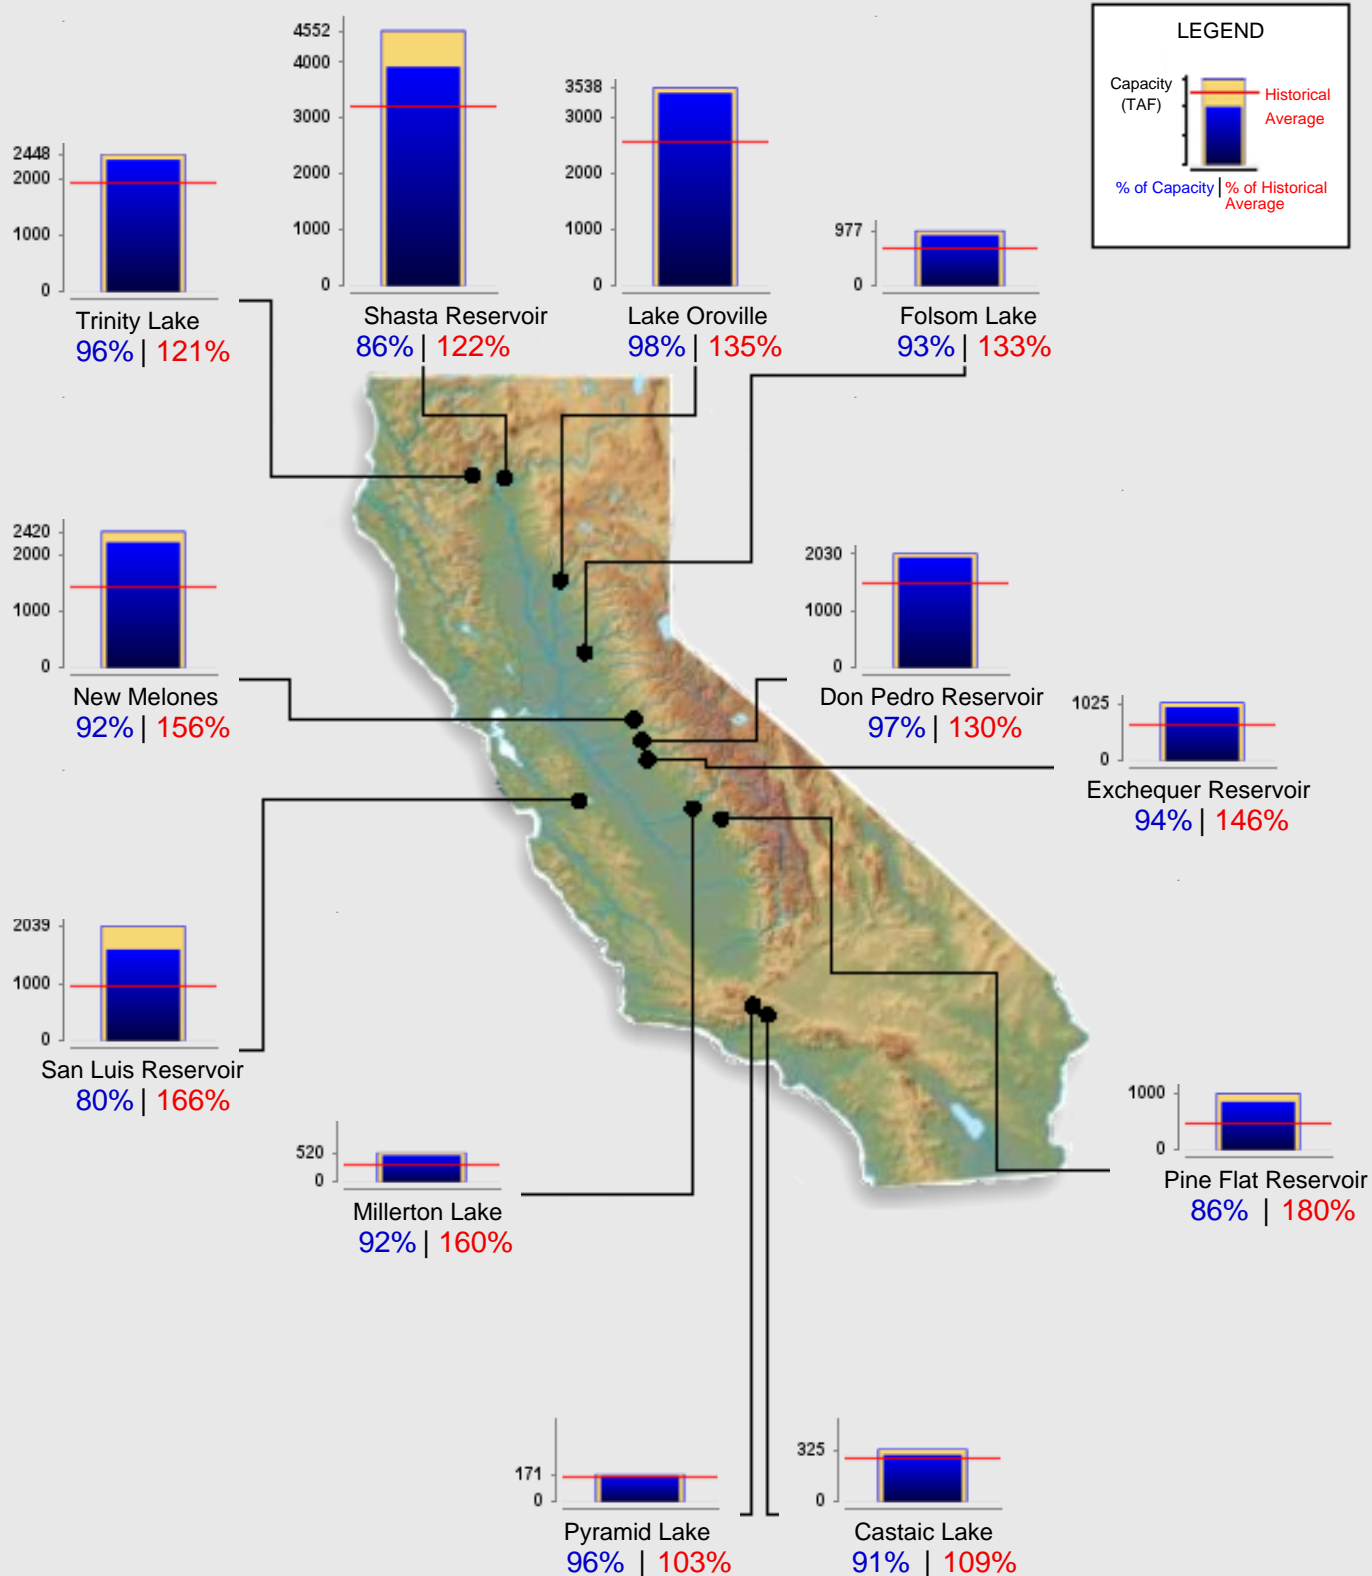 LEGEND
Capacity
(TAF)
Historical
Average
% of Capacity | % of Historical
Average
4552
4000
3000
2000
1000
0
Shasta Reservoir
86% | 122%
3538
3000
2000
1000
0
Lake Oroville
98% | 135%
2448
2000
1000
0
Trinity Lake
96% | 121%
977
0
Folsom Lake
93% | 133%
2420
2000
1000
0
New Melones
92% | 156%
2030
1000
0
Don Pedro Reservoir
97% | 130%
1025
0
Exchequer Reservoir
94% | 146%
2039
1000
0
San Luis Reservoir
80% | 166%
520
0
Millerton Lake
92% | 160%
1000
0
Pine Flat Reservoir
86% | 180%
171
0
Pyramid Lake
96% | 103%
325
0
Castaic Lake
91% | 109%